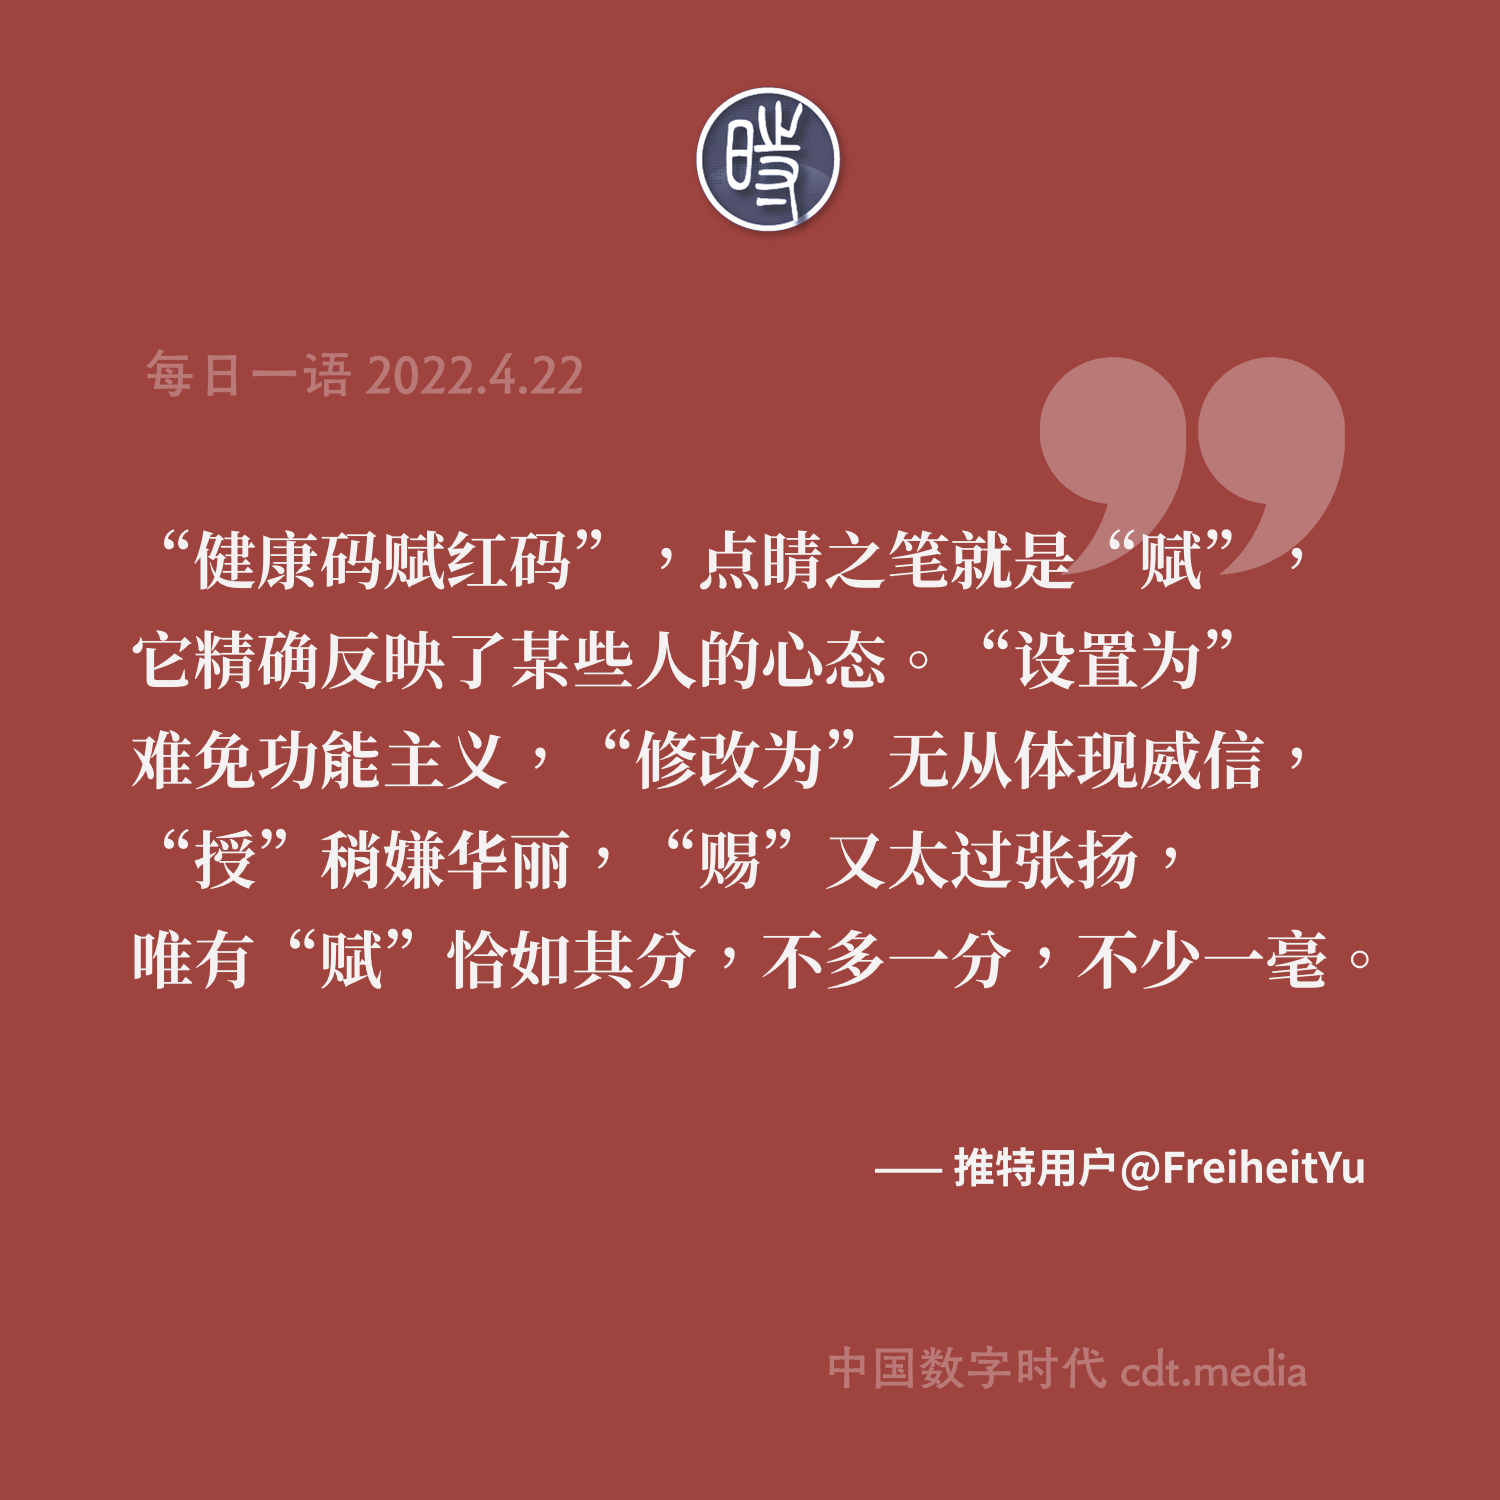 時
每日一语 2022.4.22
“健康码赋红码”，点睛之笔就是“赋”，
它精确反映了某些人的心态。“设置为”
难免功能主义，“修改为”无从体现威信，
“授”稍嫌华丽，“赐”又太过张扬，
唯有“赋”恰如其分，不多一分，不少一毫。
—— 推特用户@FreiheitYu
中国数字时代 cdt.media